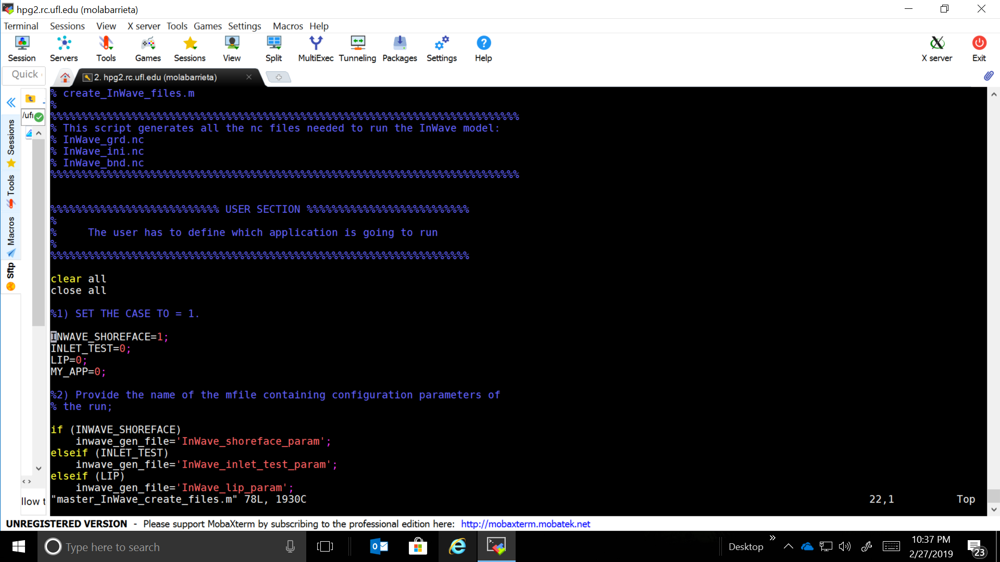 hpg2.rc.ufl.edu (molabarrieta)
Terminal Sessions View X server Tools Games Settings Macros Help
Session Servers Tools Games Sessions View Split MultiExec Tunneling Packages Settings Help X server Exit
Quick
2. hpg2.rc.ufl.edu (molabarrieta)
/ufl
Sessions
Tools
Macros
Sftp
llow t
% create_InWave_files.m
%
%%%%%%%%%%%%%%%%%%%%%%%%%%%%%%%%%%%%%%%%%%%%%%%%%%%%%%%%%%%%%%%%%%%%%%%%%%%%%
% This script generates all the nc files needed to run the InWave model:
% InWave_grd.nc
% InWave_ini.nc
% InWave_bnd.nc
%%%%%%%%%%%%%%%%%%%%%%%%%%%%%%%%%%%%%%%%%%%%%%%%%%%%%%%%%%%%%%%%%%%%%%%%%%%%%
%%%%%%%%%%%%%%%%%%%%%%%%%%% USER SECTION %%%%%%%%%%%%%%%%%%%%%%%%%%
%
%     The user has to define which application is going to run
%
%%%%%%%%%%%%%%%%%%%%%%%%%%%%%%%%%%%%%%%%%%%%%%%%%%%%%%%%%%%%%%%%%%%
clear all
close all
%1) SET THE CASE TO = 1.
INWAVE_SHOREFACE=1;
INLET_TEST=0;
LIP=0;
MY_APP=0;
%2) Provide the name of the mfile containing configuration parameters of
% the run;
if (INWAVE_SHOREFACE)
    inwave_gen_file='InWave_shoreface_param';
elseif (INLET_TEST)
    inwave_gen_file='InWave_inlet_test_param';
elseif (LIP)
    inwave_gen_file='InWave_lip_param';
"master_InWave_create_files.m" 78L, 1930C 22,1 Top
UNREGISTERED VERSION - Please support MobaXterm by subscribing to the professional edition here: http://mobaxterm.mobatek.net
Type here to search
Desktop
10:37 PM
2/27/2019
23